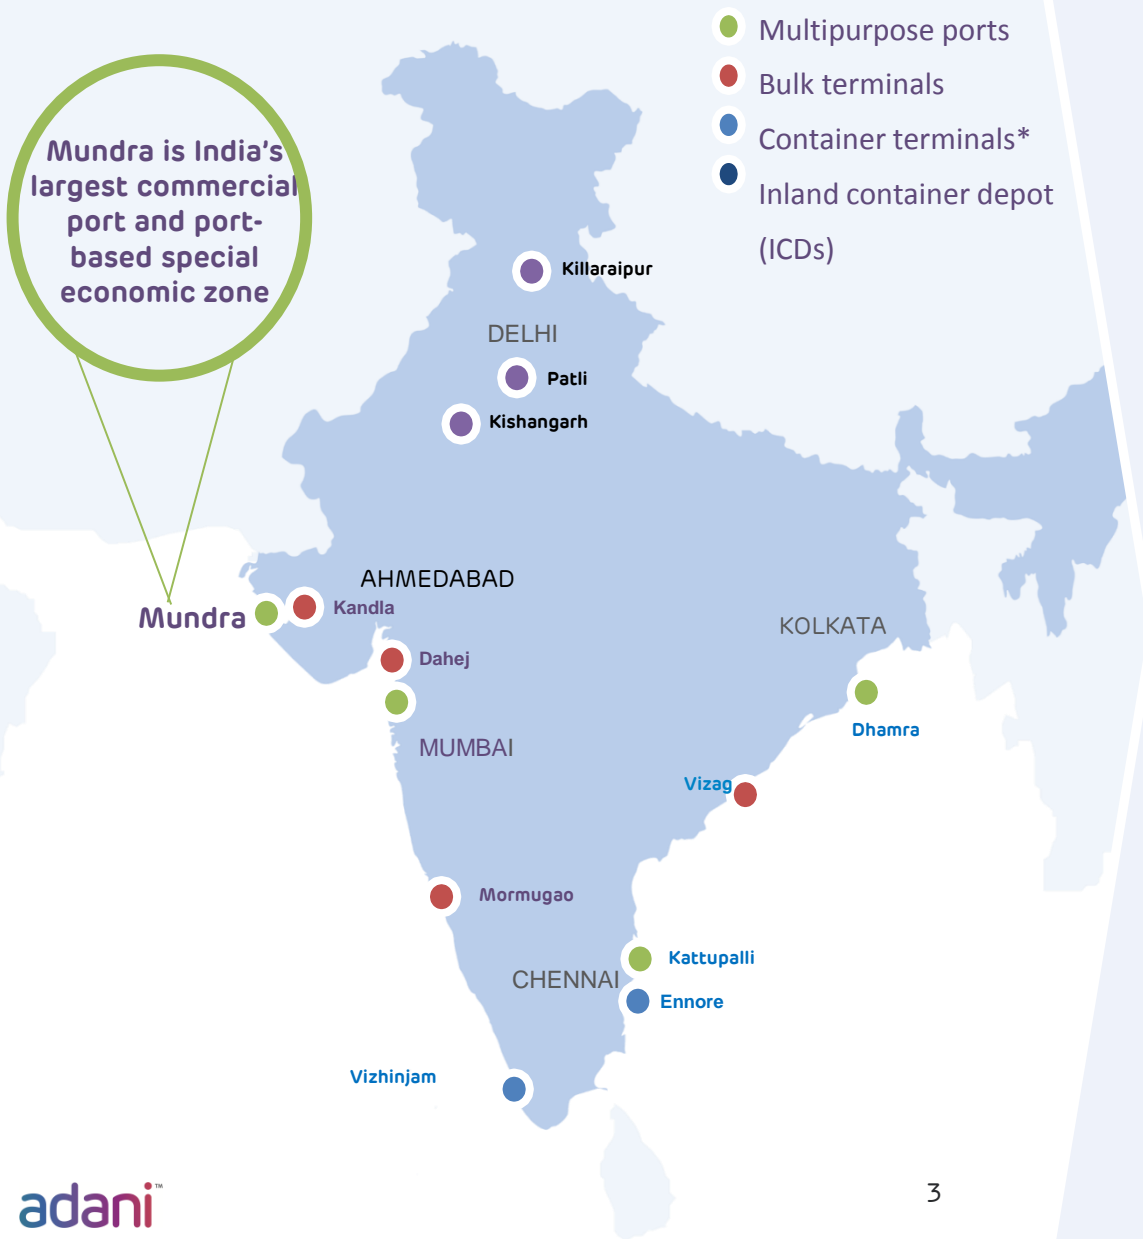 Multipurpose ports
Bulk terminals
Container terminals*
Inland container depot
(ICDs)
Mundra is India's
largest commercial
port and port-
based special
economic zone
Killaraipur
DELHI
Patli
Kishangarh
AHMEDABAD
Kandla
Mundra
KOLKATA
Dahej
Dhamra
MUMBAI
Vizag
Mormugao
Kattupalli
CHENNAI
Ennore
Vizhinjam
adani™
3